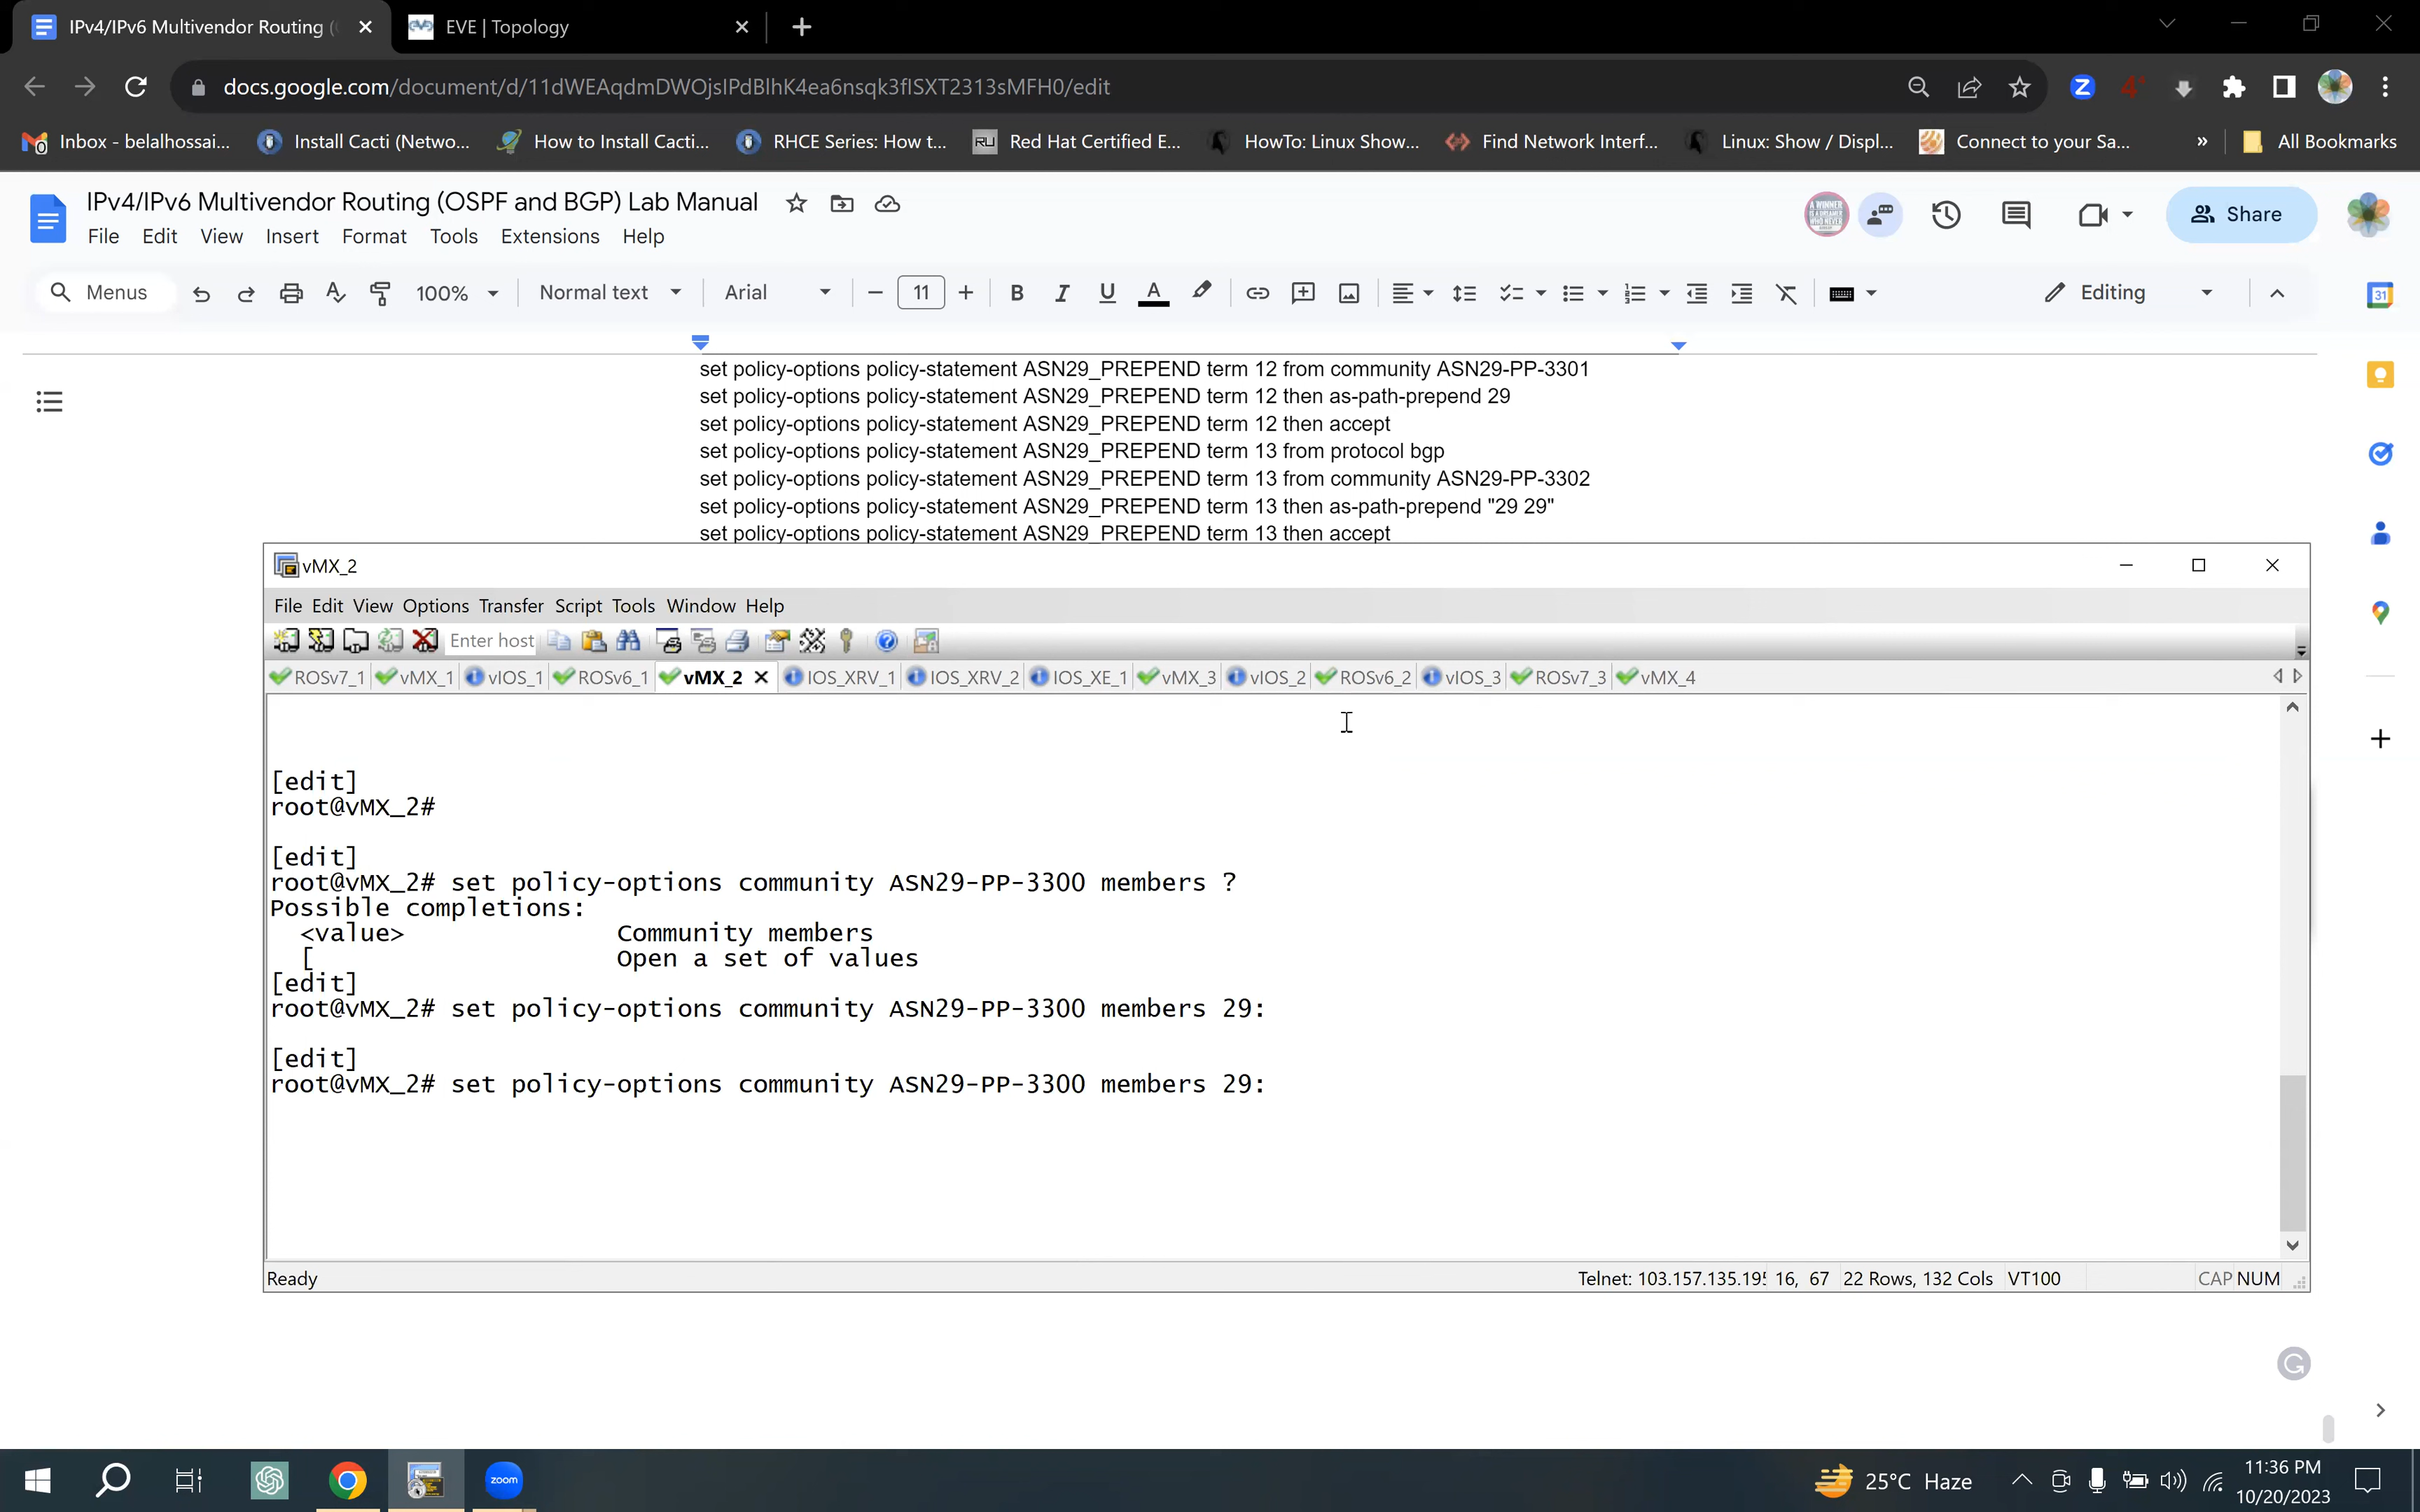 IPv4/IPv6 Multivendor Routing (
EVE | Topology
docs.google.com/document/d/11dWEAqdmDWOjsIPdBlhK4ea6nsqk3fISXT2313sMFH0/edit
Inbox - belalhossai...
Install Cacti (Netwo...
How to Install Cacti...
RHCE Series: How t...
Red Hat Certified E...
HowTo: Linux Show...
Find Network Interf...
Linux: Show / Displ...
Connect to your Sa...
»
All Bookmarks
IPv4/IPv6 Multivendor Routing (OSPF and BGP) Lab Manual
File Edit View Insert Format Tools Extensions Help
Share
Menus
100%
Normal text
Arial
11
Editing
set policy-options policy-statement ASN29_PREPEND term 12 from community ASN29-PP-3301
set policy-options policy-statement ASN29_PREPEND term 12 then as-path-prepend 29
set policy-options policy-statement ASN29_PREPEND term 12 then accept
set policy-options policy-statement ASN29_PREPEND term 13 from protocol bgp
set policy-options policy-statement ASN29_PREPEND term 13 from community ASN29-PP-3302
set policy-options policy-statement ASN29_PREPEND term 13 then as-path-prepend "29 29"
set policy-options policy-statement ASN29_PREPEND term 13 then accept
vMX_2
File Edit View Options Transfer Script Tools Window Help
Enter host
ROSv7_1 vMX_1 vIOS_1 ROSv6_1 vMX_2 IOS_XRV_1 IOS_XRV_2 IOS_XE_1 vMX_3 vIOS_2 ROSv6_2 vIOS_3 ROSv7_3 vMX_4
[edit]
root@vMX_2#
[edit]
root@vMX_2# set policy-options community ASN29-PP-3300 members ?
Possible completions:
<value> Community members
[ Open a set of values
[edit]
root@vMX_2# set policy-options community ASN29-PP-3300 members 29:
[edit]
root@vMX_2# set policy-options community ASN29-PP-3300 members 29:
Ready
Telnet: 103.157.135.195 16, 67 22 Rows, 132 Cols VT100 CAP NUM
zoom
25°C Haze
11:36 PM
10/20/2023